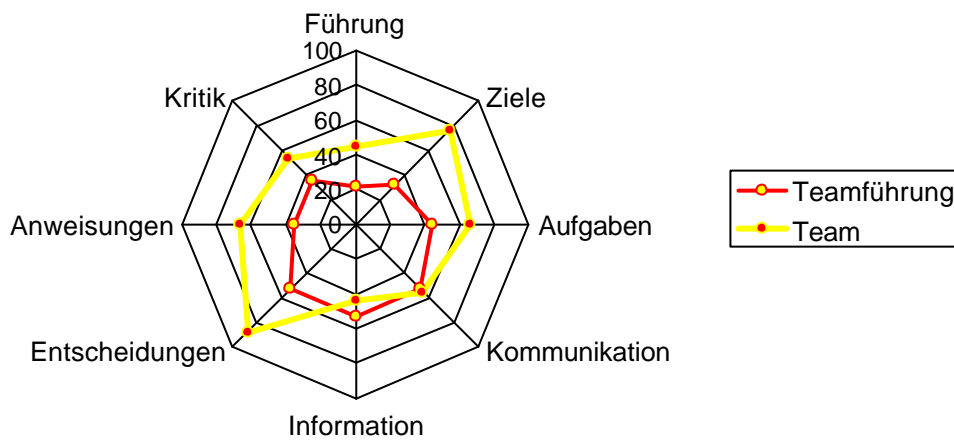 Führung
100
80
60
40
20
0
Ziele
Aufgaben
Kommunikation
Information
Entscheidungen
Anweisungen
Kritik
Teamführung
Team